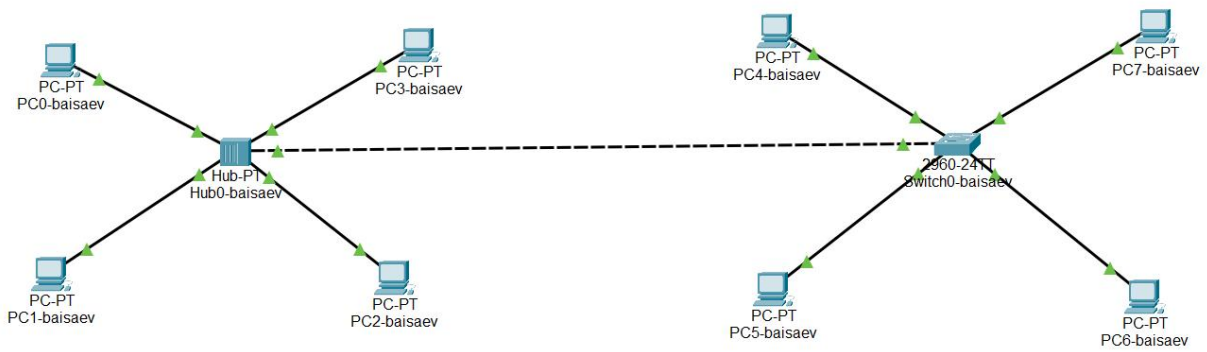 PC-PT
PC0-baisaev
PC-PT
PC3-baisaev
PC-PT
PC4-baisaev
PC-PT
PC7-baisaev
Hub-PT
Hub0-baisaev
2960-24TT
Switch0-baisaev
PC-PT
PC1-baisaev
PC-PT
PC2-baisaev
PC-PT
PC5-baisaev
PC-PT
PC6-baisaev